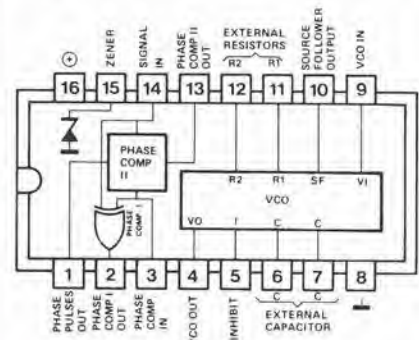 ⊕
ZENER
SIGNAL
IN
PHASE
COMP II
OUT
EXTERNAL
RESISTORS
R2 R1
SOURCE
FOLLOWER
OUTPUT
VCO IN
16 15 14 13 12 11 10 9
PHASE
COMP
II
PHASE
COMP. I
R2 R1 SF VI
VCO
VO I C C
1 2 3 4 5 6 7 8
PHASE
PULSES
OUT
PHASE
COMP I
OUT
PHASE
COMP
IN
VCO OUT
INHIBIT
C C
EXTERNAL
CAPACITOR